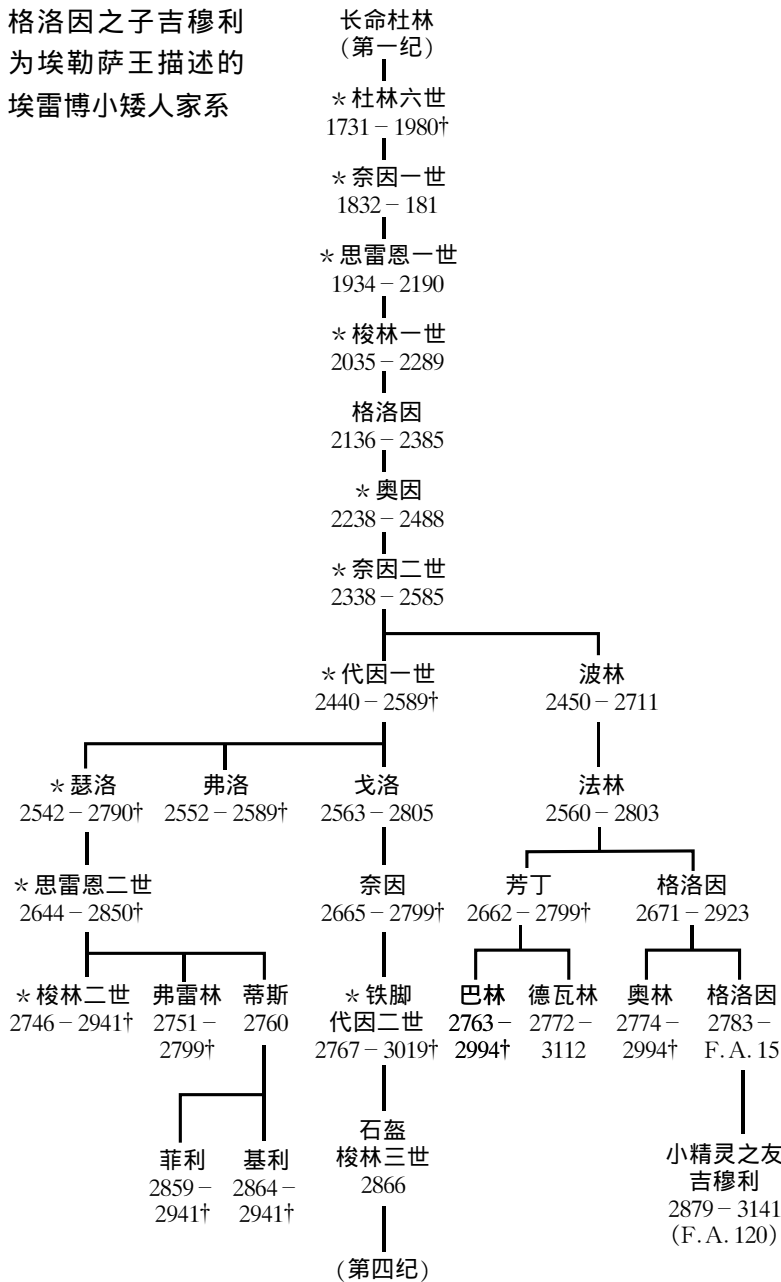 格洛因之子吉穆利
为埃勒萨王描述的
埃雷博小矮人家系
长命杜林
(第一纪)
*杜林六世
1731－1980†
*奈因一世
1832－181
*思雷恩一世
1934－2190
*梭林一世
2035－2289
格洛因
2136－2385
*奥因
2238－2488
*奈因二世
2338－2585
*代因一世
2440－2589†
波林
2450－2711
*瑟洛
2542－2790†
弗洛
2552－2589†
戈洛
2563－2805
法林
2560－2803
*思雷恩二世
2644－2850†
奈因
2665－2799†
芳丁
2662－2799†
格洛因
2671－2923
*梭林二世
2746－2941†
弗雷林
2751－
2799†
蒂斯
2760
*铁脚
代因二世
2767－3019†
巴林
2763－
2994†
德瓦林
2772－
3112
奥林
2774－
2994†
格洛因
2783－
F.A.15
菲利
2859－
2941†
基利
2864－
2941†
石盔
梭林三世
2866
小精灵之友
吉穆利
2879－3141
(F.A.120)
(第四纪)